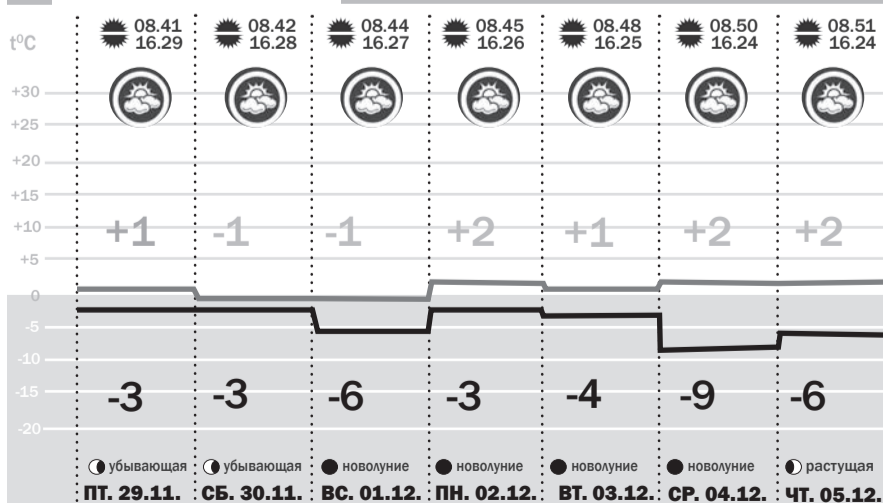 08.41 08.42 08.44 08.45 08.48 08.50 08.51
16.29 16.28 16.27 16.26 16.25 16.24 16.24
t°C
+30
+25
+20
+15
+10
+1 -1 -1 +2 +1 +2 +2
+5
0
-5
-10
-15
-3 -3 -6 -3 -4 -9 -6
-20
убывающая убывающая новолуние новолуние новолуние новолуние растущая
ПТ. 29.11. СБ. 30.11. ВС. 01.12. ПН. 02.12. ВТ. 03.12. СР. 04.12. ЧТ. 05.12.